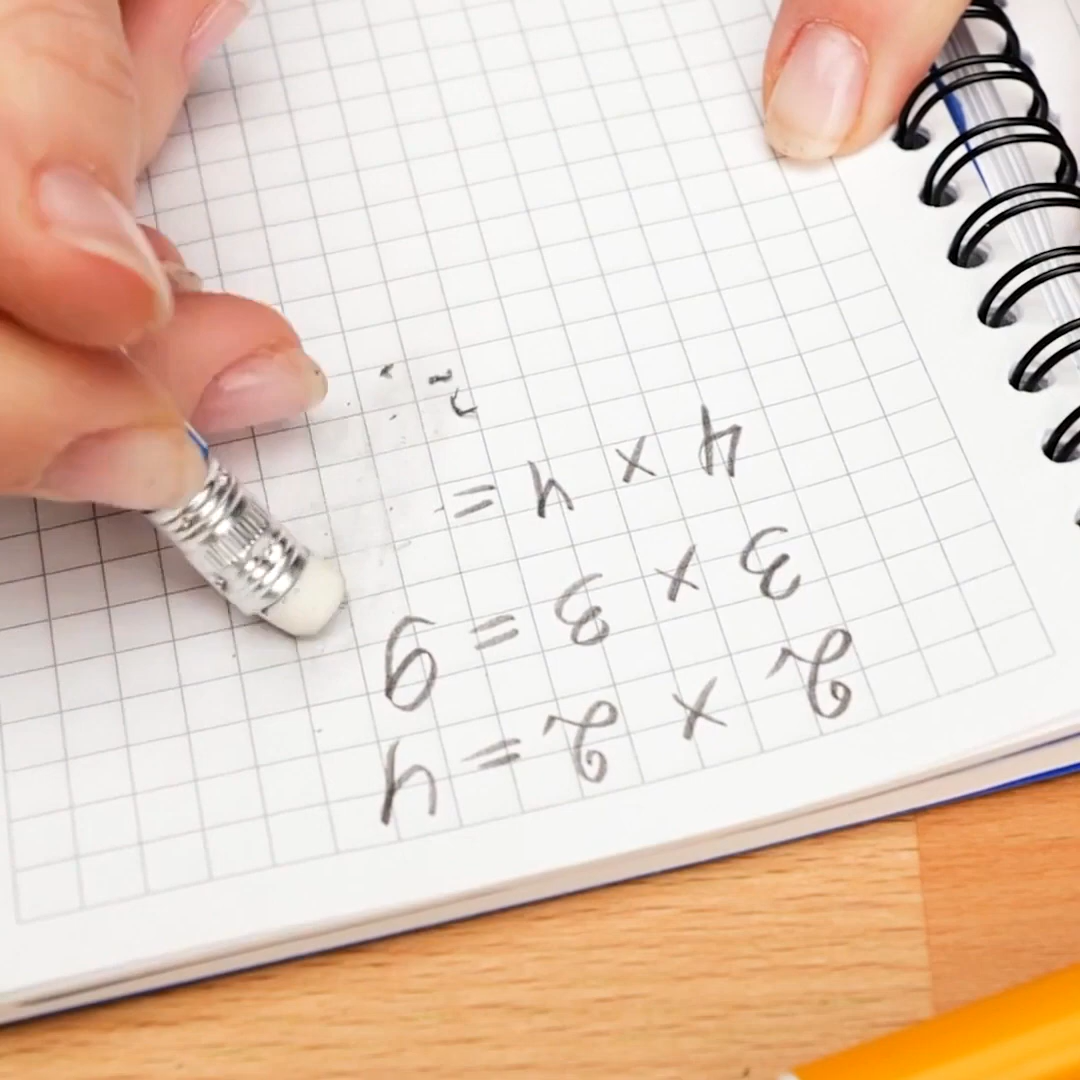 2 × 2 = 4
3 × 3 = 9
4 × 4 =